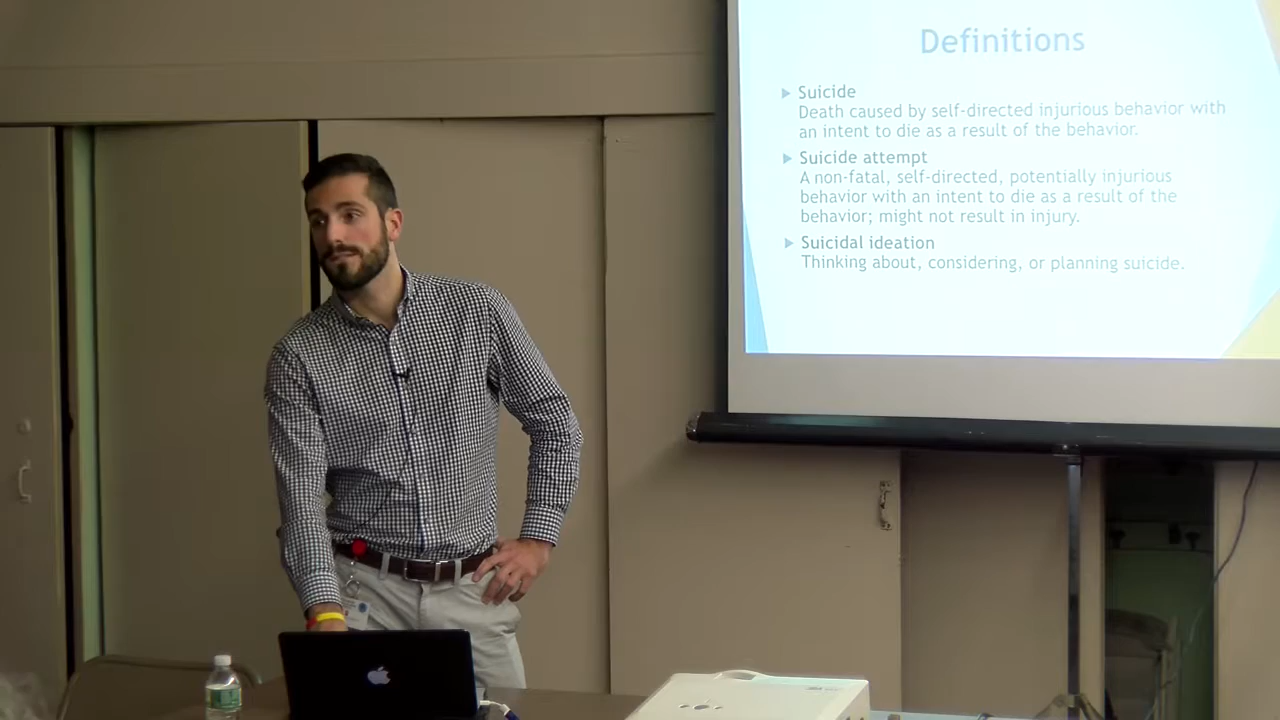 Definitions
Suicide
Death caused by self-directed injurious behavior with
an intent to die as a result of the behavior.
Suicide attempt
A non-fatal, self-directed, potentially injurious
behavior with an intent to die as a result of the
behavior; might not result in injury.
Suicidal ideation
Thinking about, considering, or planning suicide.